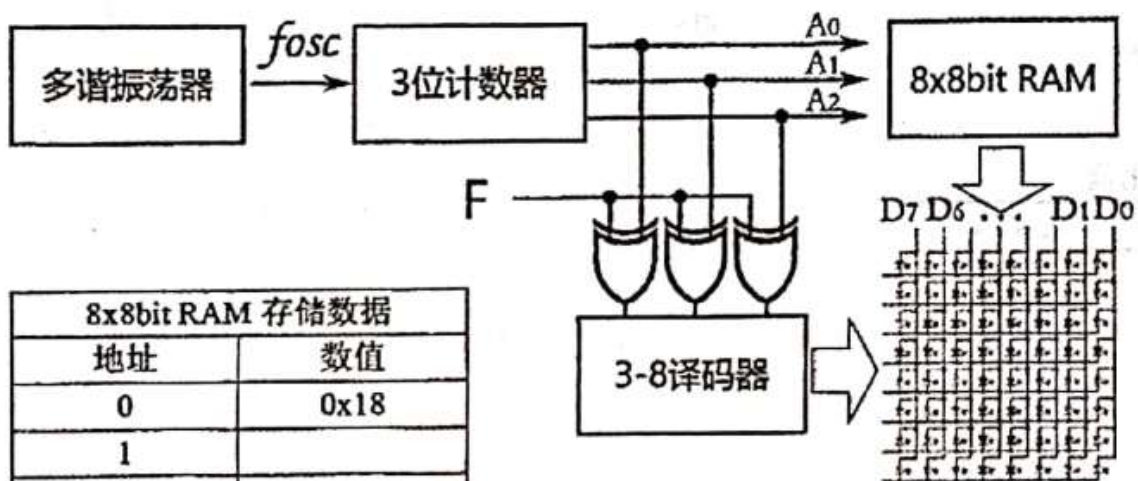 多谐振荡器
fosc
3位计数器
A0
A1
A2
8x8bit RAM
F
D7 D6 ... D1 D0
3-8译码器
8x8bit RAM 存储数据
地址 数值
0 0x18
1